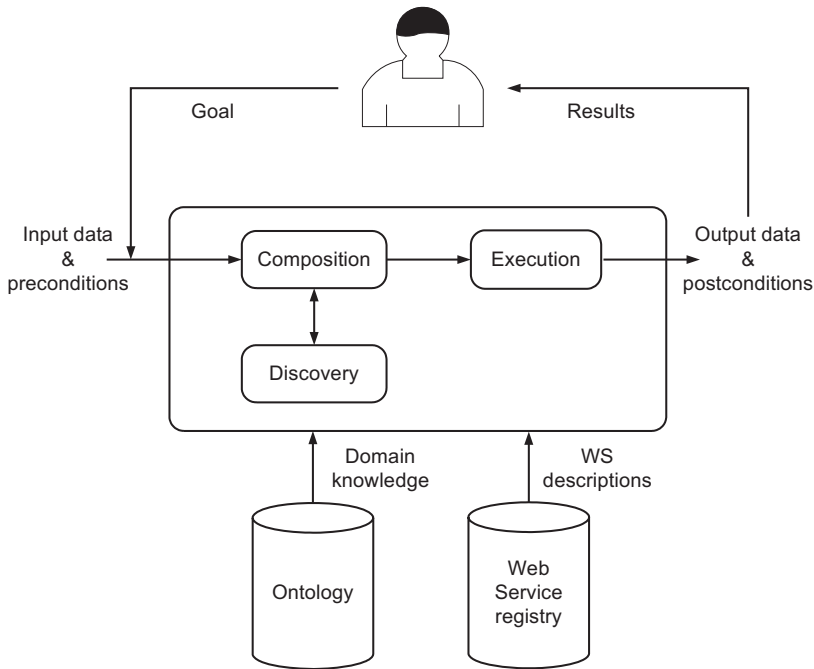 Goal
Results
Input data
&
preconditions
Composition
Execution
Output data
&
postconditions
Discovery
Domain
knowledge
WS
descriptions
Ontology
Web
Service
registry